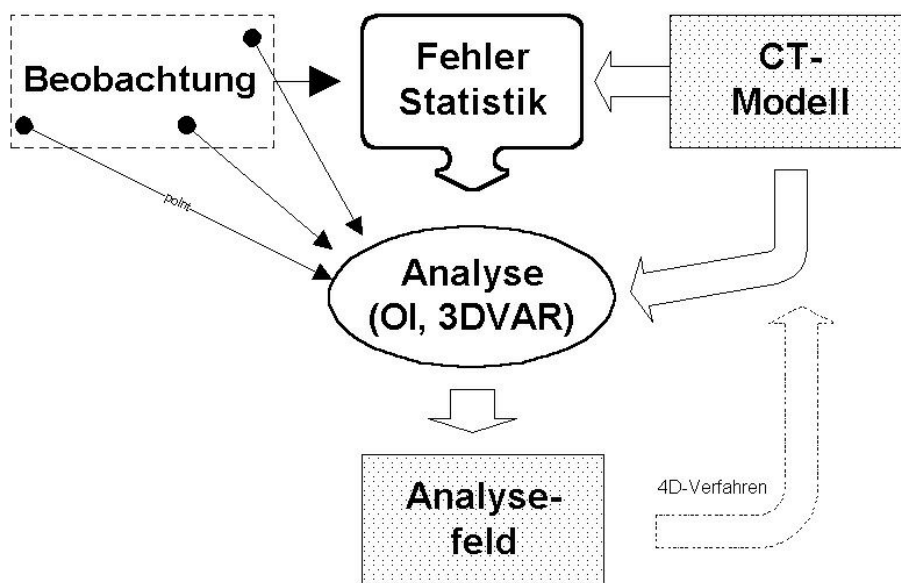 Beobachtung
Fehler
Statistik
CT-
Modell
point
Analyse
(OI, 3DVAR)
4D-Verfahren
Analyse-
feld